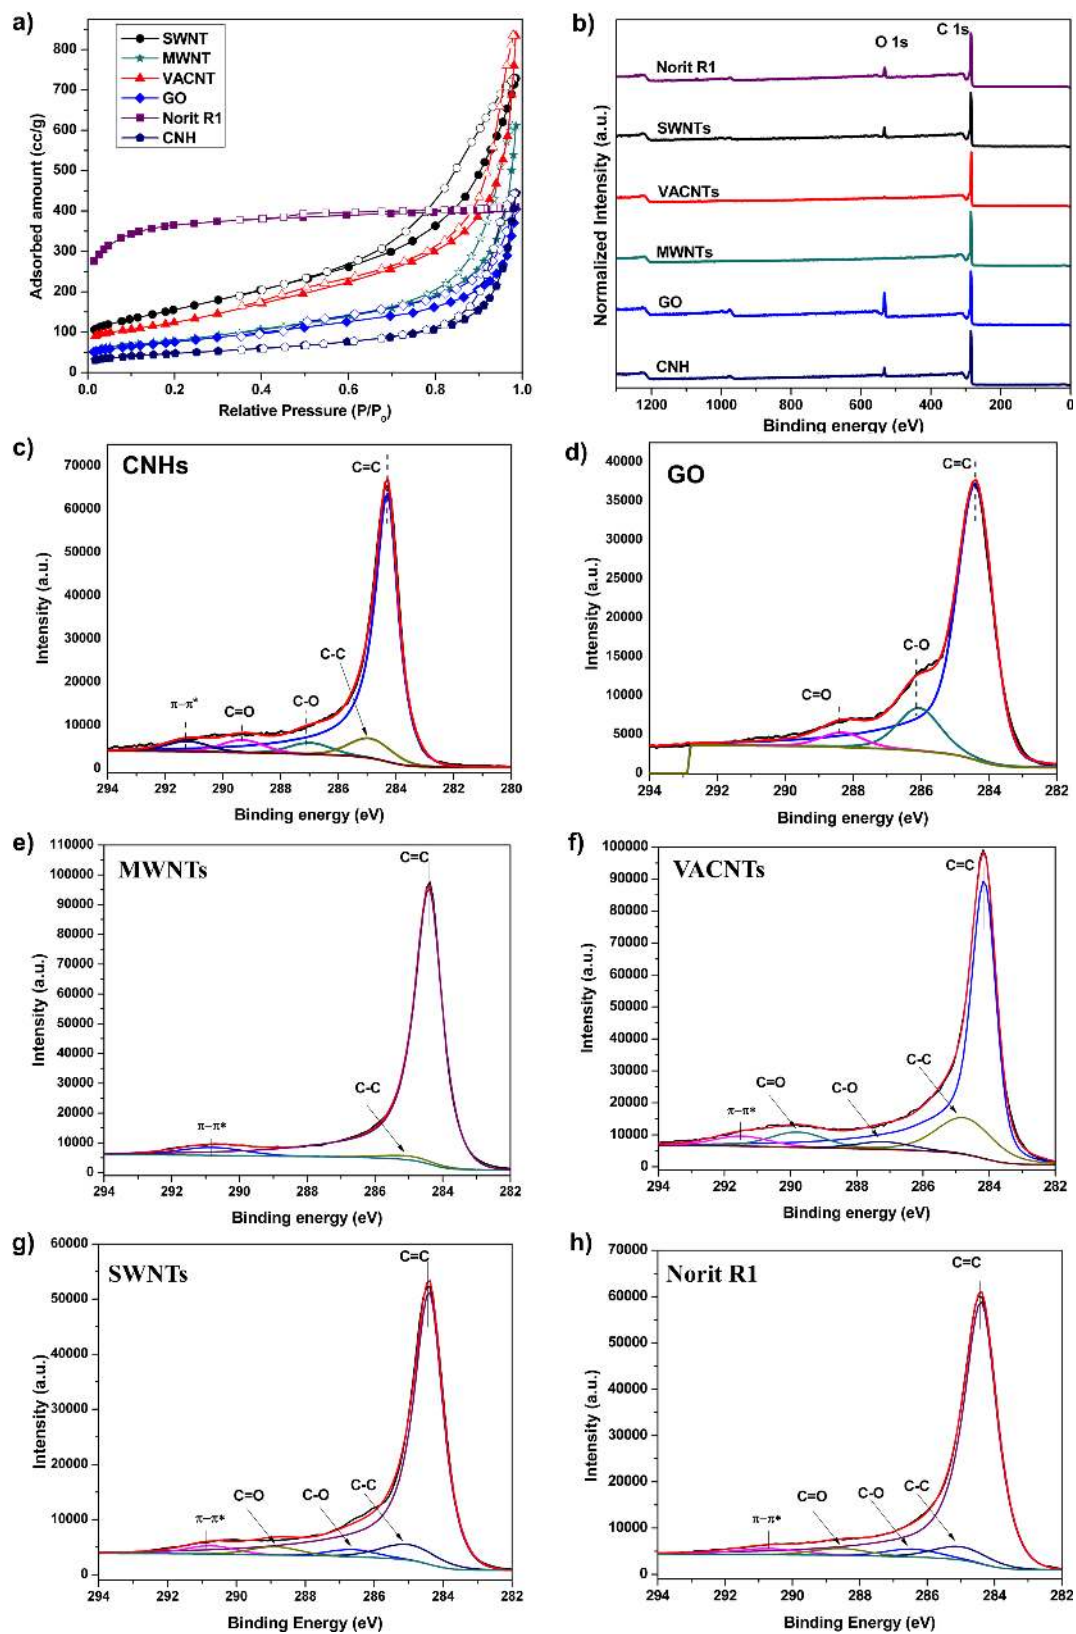 a)
SWNT
MWNT
VACNT
GO
Norit R1
CNH
800
700
600
500
400
300
200
100
0
0.0 0.2 0.4 0.6 0.8 1.0
Adsorbed amount (cc/g)
Relative Pressure (P/P0)
b)
O 1s
C 1s
Norit R1
SWNTs
VACNTs
MWNTs
GO
CNH
Normalized Intensity (a.u.)
1200 1000 800 600 400 200 0
Binding energy (eV)
c)
CNHs
C=C
C-C
C-O
C=O
π−π*
70000
60000
50000
40000
30000
20000
10000
0
294 292 290 288 286 284 282 280
Intensity (a.u.)
Binding energy (eV)
d)
GO
C=C
C-O
C=O
40000
35000
30000
25000
20000
15000
10000
5000
0
294 292 290 288 286 284 282
Intensity (a.u.)
Binding energy (eV)
e)
MWNTs
C=C
C-C
π−π*
110000
100000
90000
80000
70000
60000
50000
40000
30000
20000
10000
0
294 292 290 288 286 284 282
Intensity (a.u.)
Binding energy (eV)
f)
VACNTs
C=C
C-C
C-O
C=O
π−π*
100000
90000
80000
70000
60000
50000
40000
30000
20000
10000
0
294 292 290 288 286 284 282
Intensity (a.u.)
Binding energy (eV)
g)
SWNTs
C=C
C-C
C-O
C=O
π−π*
60000
50000
40000
30000
20000
10000
0
294 292 290 288 286 284 282
Intensity (a.u.)
Binding Energy (eV)
h)
Norit R1
C=C
C-C
C-O
C=O
π−π*
70000
60000
50000
40000
30000
20000
10000
0
294 292 290 288 286 284 282
Intensity (a.u.)
Binding Energy (eV)